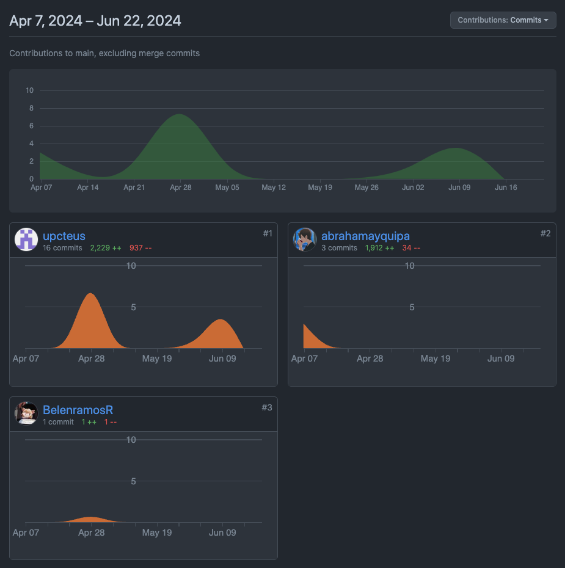 Apr 7, 2024 – Jun 22, 2024
Contributions: Commits
Contributions to main, excluding merge commits
10
8
6
4
2
0
Apr 07 Apr 14 Apr 21 Apr 28 May 05 May 12 May 19 May 26 Jun 02 Jun 09 Jun 16
upcteus #1
16 commits 2,229 ++ 937 --
10
5
Apr 07 Apr 28 May 19 Jun 09
abrahamayquipa #2
3 commits 1,912 ++ 34 --
10
5
Apr 07 Apr 28 May 19 Jun 09
BelenramosR #3
1 commit 1 ++ 1 --
10
5
Apr 07 Apr 28 May 19 Jun 09